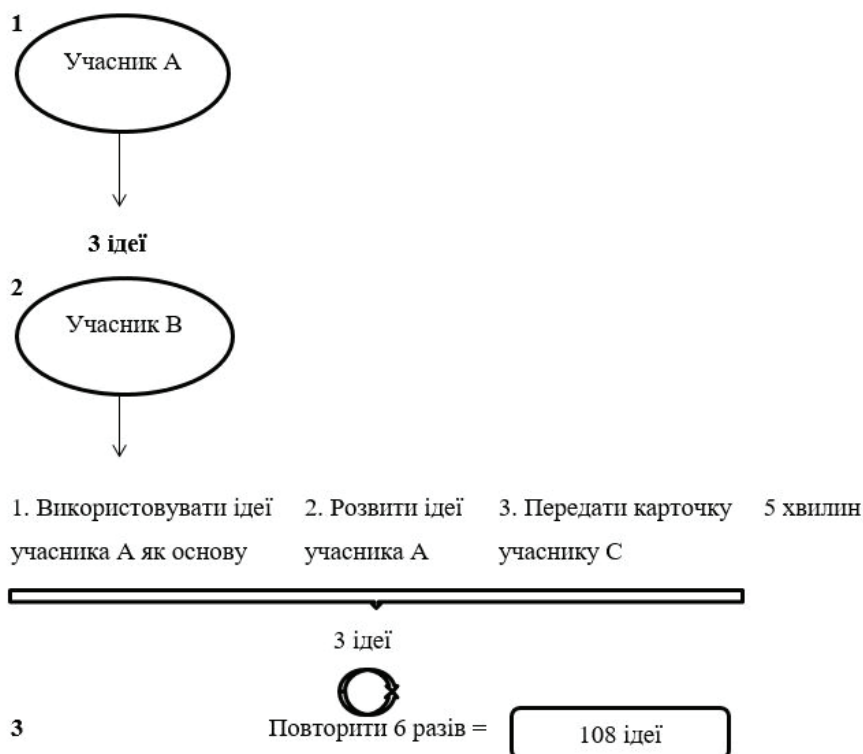 1
Учасник А
3 ідеї
2
Учасник В
1. Використовувати ідеї 2. Розвити ідеї 3. Передати карточку 5 хвилин
учасника А як основу учасника А учаснику С
3 ідеї
3 Повторити 6 разів = 108 ідеї